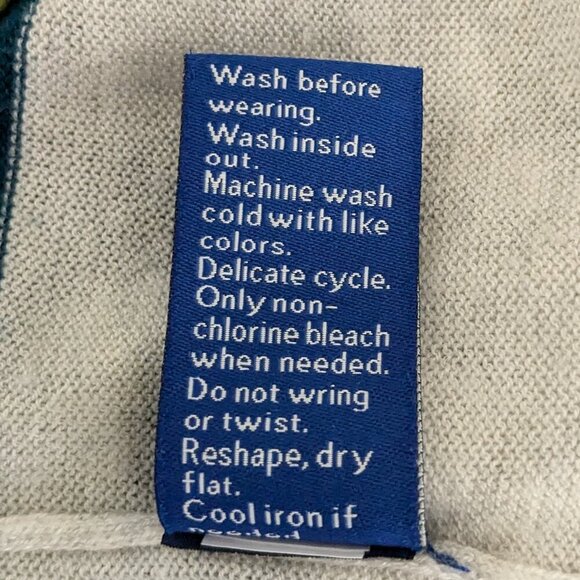 Wash before
wearing.
Wash inside
out.
Machine wash
cold with like
colors.
Delicate cycle.
Only non-
chlorine bleach
when needed.
Do not wring
or twist.
Reshape, dry
flat.
Cool iron if
needed